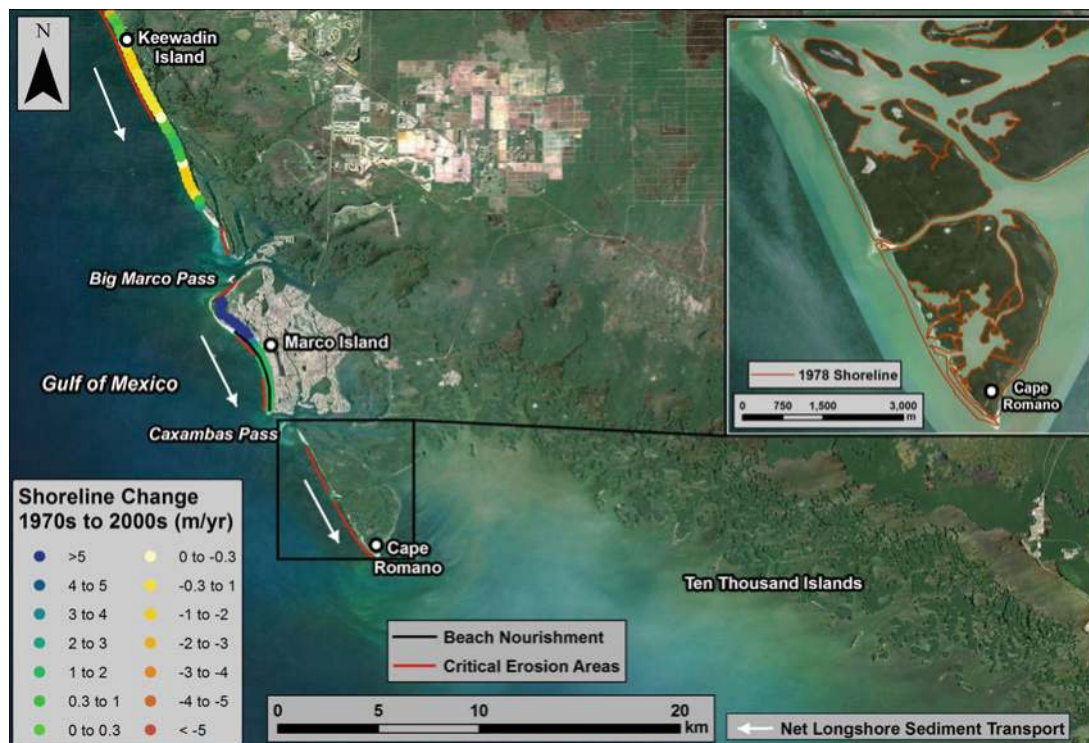 N
Keewadin
Island
Big Marco Pass
Marco Island
Gulf of Mexico
Caxambas Pass
Cape
Romano
Ten Thousand Islands
1978 Shoreline
0 750 1,500 3,000
m
Cape
Romano
Shoreline Change
1970s to 2000s (m/yr)
>5 0 to -0.3
4 to 5 -0.3 to 1
3 to 4 -1 to -2
2 to 3 -2 to -3
1 to 2 -3 to -4
0.3 to 1 -4 to -5
0 to 0.3 < -5
Beach Nourishment
Critical Erosion Areas
0 5 10 20
km
Net Longshore Sediment Transport